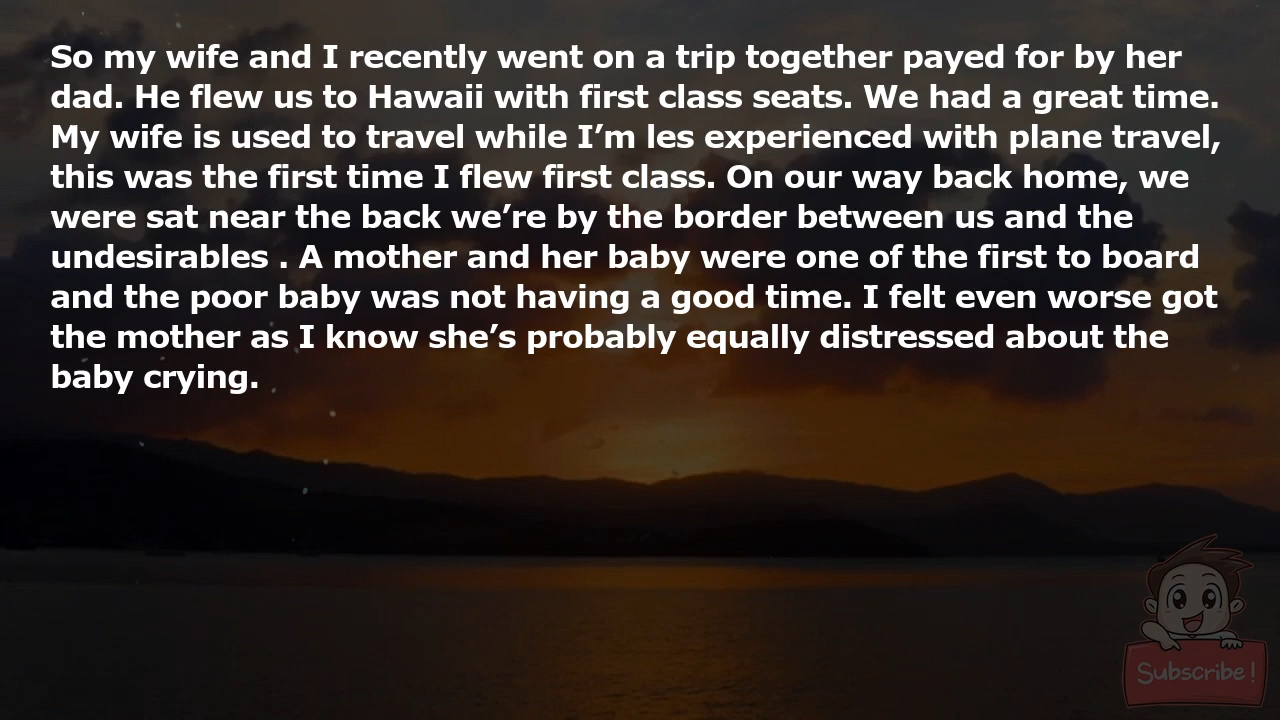 So my wife and I recently went on a trip together payed for by her
dad. He flew us to Hawaii with first class seats. We had a great time.
My wife is used to travel while I’m les experienced with plane travel,
this was the first time I flew first class. On our way back home, we
were sat near the back we’re by the border between us and the
undesirables . A mother and her baby were one of the first to board
and the poor baby was not having a good time. I felt even worse got
the mother as I know she’s probably equally distressed about the
baby crying.
Subscribe!